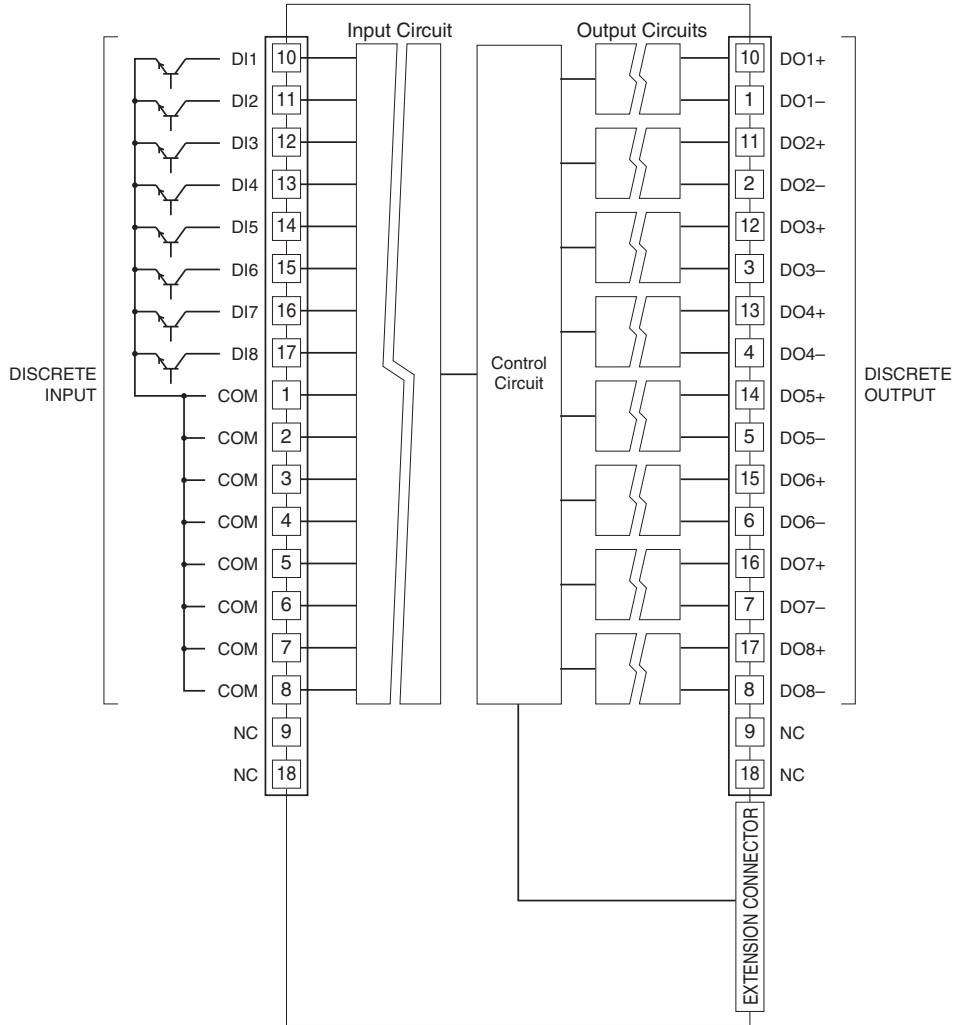 Input Circuit
Output Circuits
DI1 10
DI2 11
DI3 12
DI4 13
DI5 14
DI6 15
DI7 16
DI8 17
COM 1
COM 2
COM 3
COM 4
COM 5
COM 6
COM 7
COM 8
NC 9
NC 18
DISCRETE
INPUT
Control
Circuit
10 DO1+
1 DO1–
11 DO2+
2 DO2–
12 DO3+
3 DO3–
13 DO4+
4 DO4–
14 DO5+
5 DO5–
15 DO6+
6 DO6–
16 DO7+
7 DO7–
17 DO8+
8 DO8–
9 NC
18 NC
DISCRETE
OUTPUT
EXTENSION CONNECTOR